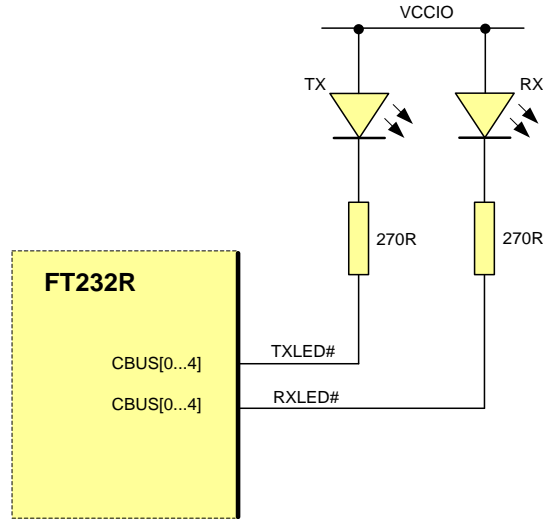 VCCIO
TX
RX
270R
270R
FT232R
TXLED#
CBUS[0...4]
RXLED#
CBUS[0...4]